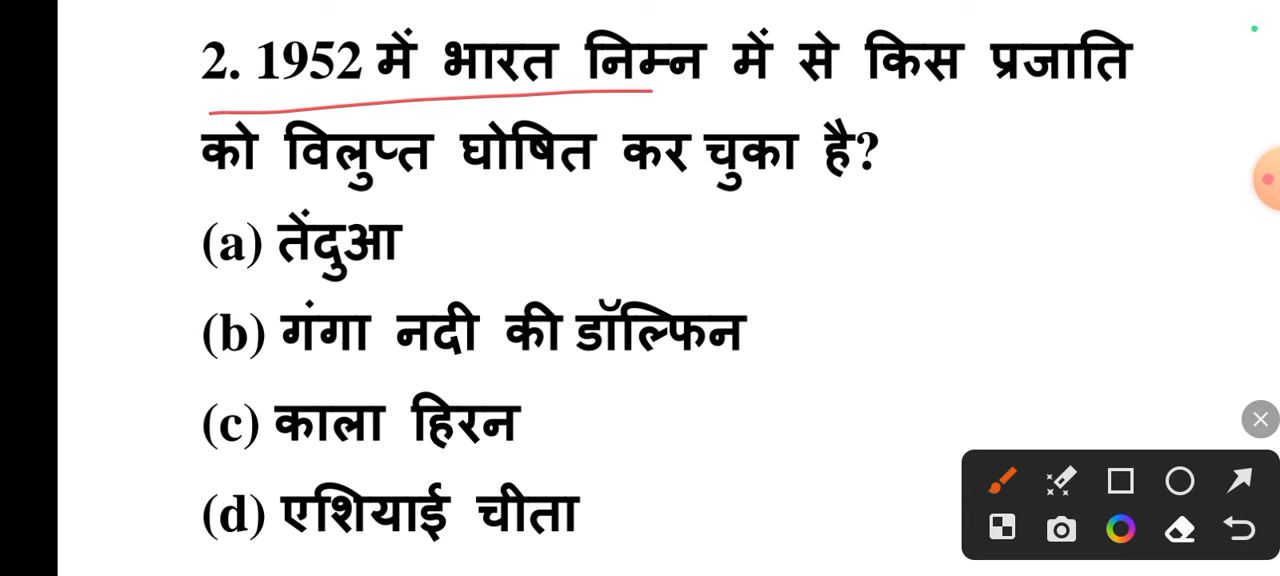 2. 1952 में भारत निम्न में से किस प्रजाति
को विलुप्त घोषित कर चुका है?
(a) तेंदुआ
(b) गंगा नदी की डॉल्फिन
(c) काला हिरन
(d) एशियाई चीता